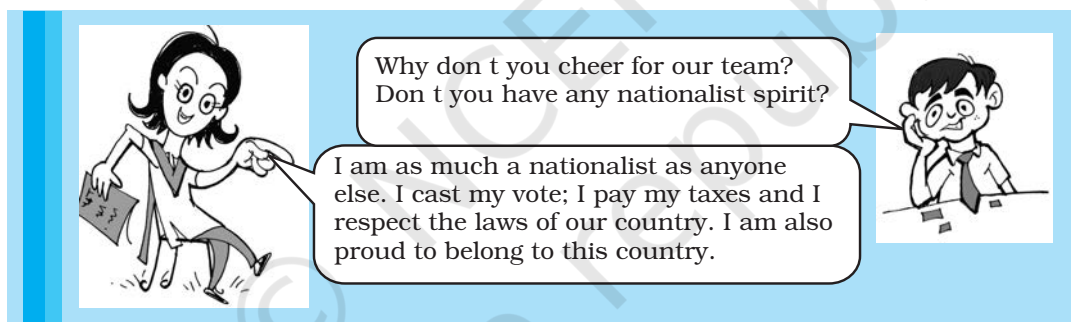 Why don t you cheer for our team?
Don t you have any nationalist spirit?
I am as much a nationalist as anyone
else. I cast my vote; I pay my taxes and I
respect the laws of our country. I am also
proud to belong to this country.